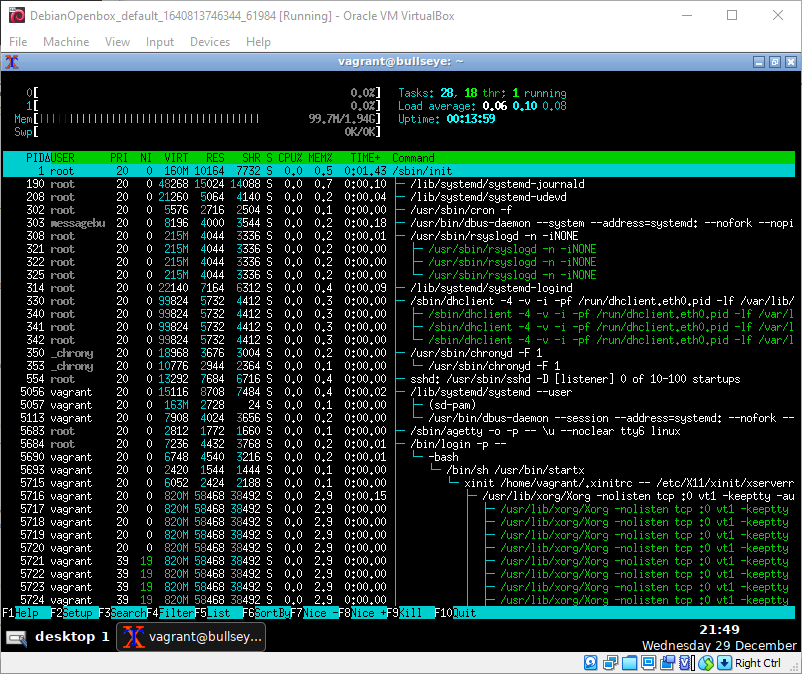 DebianOpenbox_default_1640813746344_61984 [Running] - Oracle VM VirtualBox
File Machine View Input Devices Help
vagrant@bullseye: ~
0[ 0.0%] Tasks: 28, 18 thr; 1 running
1[ 0.0%] Load average: 0.06 0.10 0.08
Mem[||||||||||||||||||||||||||||||| 99.7M/1.94G] Uptime: 00:13:59
Swp[ 0K/0K]
PID△USER PRI NI VIRT RES SHR S CPU% MEM% TIME+ Command
1 root 20 0 160M 10164 7732 S 0.0 0.5 0:01.43 /sbin/init
190 root 20 0 48268 15024 14088 S 0.0 0.7 0:00.10 ├─ /lib/systemd/systemd-journald
208 root 20 0 21260 5064 4140 S 0.0 0.2 0:00.04 ├─ /lib/systemd/systemd-udevd
302 root 20 0 5576 2716 2504 S 0.0 0.1 0:00.00 ├─ /usr/sbin/cron -f
303 messagebu 20 0 8196 4000 3544 S 0.0 0.2 0:00.18 ├─ /usr/bin/dbus-daemon --system --address=systemd: --nofork --nopi
308 root 20 0 215M 4044 3336 S 0.0 0.2 0:00.01 ├─ /usr/sbin/rsyslogd -n -iNONE
321 root 20 0 215M 4044 3336 S 0.0 0.2 0:00.00 │ ├─ /usr/sbin/rsyslogd -n -iNONE
322 root 20 0 215M 4044 3336 S 0.0 0.2 0:00.00 │ ├─ /usr/sbin/rsyslogd -n -iNONE
325 root 20 0 215M 4044 3336 S 0.0 0.2 0:00.00 │ └─ /usr/sbin/rsyslogd -n -iNONE
314 root 20 0 22140 7164 6312 S 0.0 0.4 0:00.09 ├─ /lib/systemd/systemd-logind
330 root 20 0 99824 5732 4412 S 0.0 0.3 0:00.00 ├─ /sbin/dhclient -4 -v -i -pf /run/dhclient.eth0.pid -lf /var/lib/
340 root 20 0 99824 5732 4412 S 0.0 0.3 0:00.00 │ ├─ /sbin/dhclient -4 -v -i -pf /run/dhclient.eth0.pid -lf /var/l
341 root 20 0 99824 5732 4412 S 0.0 0.3 0:00.00 │ ├─ /sbin/dhclient -4 -v -i -pf /run/dhclient.eth0.pid -lf /var/l
342 root 20 0 99824 5732 4412 S 0.0 0.3 0:00.00 │ └─ /sbin/dhclient -4 -v -i -pf /run/dhclient.eth0.pid -lf /var/l
350 _chrony 20 0 18968 3676 3004 S 0.0 0.2 0:00.00 ├─ /usr/sbin/chronyd -F 1
353 _chrony 20 0 10776 2944 2364 S 0.0 0.1 0:00.00 │ └─ /usr/sbin/chronyd -F 1
554 root 20 0 13292 7684 6716 S 0.0 0.4 0:00.00 ├─ sshd: /usr/sbin/sshd -D [listener] 0 of 10-100 startups
5056 vagrant 20 0 15116 8708 7484 S 0.0 0.4 0:00.02 ├─ /lib/systemd/systemd --user
5057 vagrant 20 0 163M 2728 24 S 0.0 0.1 0:00.00 │ ├─ (sd-pam)
5113 vagrant 20 0 7908 4024 3656 S 0.0 0.2 0:00.00 │ └─ /usr/bin/dbus-daemon --session --address=systemd: --nofork --
5683 root 20 0 2812 1772 1660 S 0.0 0.1 0:00.00 ├─ /sbin/agetty -o -p -- \u --noclear tty6 linux
5684 root 20 0 7236 4432 3768 S 0.0 0.2 0:00.01 ├─ /bin/login -p --
5690 vagrant 20 0 6748 4540 3216 S 0.0 0.2 0:00.01 │ └─ -bash
5693 vagrant 20 0 2420 1544 1444 S 0.0 0.1 0:00.00 │ └─ /bin/sh /usr/bin/startx
5715 vagrant 20 0 6052 2424 2188 S 0.0 0.1 0:00.00 │ └─ xinit /home/vagrant/.xinitrc -- /etc/X11/xinit/xserverr
5716 vagrant 20 0 820M 58468 38492 S 0.0 2.9 0:00.15 │ ├─ /usr/lib/xorg/Xorg -nolisten tcp :0 vt1 -keeptty -au
5717 vagrant 20 0 820M 58468 38492 S 0.0 2.9 0:00.00 │ │ ├─ /usr/lib/xorg/Xorg -nolisten tcp :0 vt1 -keeptty
5718 vagrant 20 0 820M 58468 38492 S 0.0 2.9 0:00.00 │ │ ├─ /usr/lib/xorg/Xorg -nolisten tcp :0 vt1 -keeptty
5719 vagrant 20 0 820M 58468 38492 S 0.0 2.9 0:00.00 │ │ ├─ /usr/lib/xorg/Xorg -nolisten tcp :0 vt1 -keeptty
5720 vagrant 20 0 820M 58468 38492 S 0.0 2.9 0:00.00 │ │ ├─ /usr/lib/xorg/Xorg -nolisten tcp :0 vt1 -keeptty
5721 vagrant 39 19 820M 58468 38492 S 0.0 2.9 0:00.00 │ │ ├─ /usr/lib/xorg/Xorg -nolisten tcp :0 vt1 -keeptty
5722 vagrant 39 19 820M 58468 38492 S 0.0 2.9 0:00.00 │ │ ├─ /usr/lib/xorg/Xorg -nolisten tcp :0 vt1 -keeptty
5723 vagrant 39 19 820M 58468 38492 S 0.0 2.9 0:00.00 │ │ ├─ /usr/lib/xorg/Xorg -nolisten tcp :0 vt1 -keeptty
5724 vagrant 39 19 820M 58468 38492 S 0.0 2.9 0:00.00 │ │ ├─ /usr/lib/xorg/Xorg -nolisten tcp :0 vt1 -keeptty
F1Help F2Setup F3SearchF4FilterF5List F6SortByF7Nice -F8Nice +F9Kill F10Quit
desktop 1 vagrant@bullsey... 21:49
Wednesday 29 December
Right Ctrl